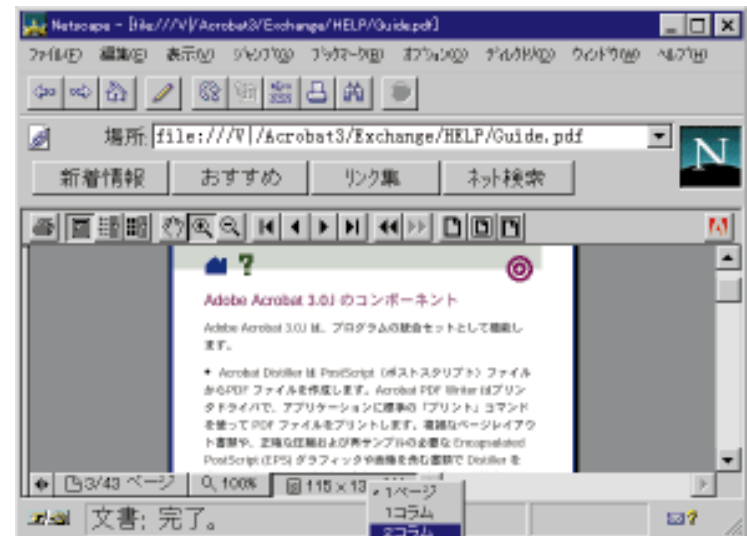 Netscape - [file:///V|/Acrobat3/Exchange/HELP/Guide.pdf]
ファイル(F) 編集(E) 表示(V) ジャンプ(G) ブックマーク(B) オプション(O) ディレクトリ(D) ウィンドウ(W) ヘルプ(H)
場所: file:///V|/Acrobat3/Exchange/HELP/Guide.pdf
N
新着情報 おすすめ リンク集 ネット検索
?
Adobe Acrobat 3.0J のコンポーネント
Adobe Acrobat 3.0J は、プログラムの統合セットとして機能し
ます。
♦ Acrobat Distiller は PostScript（ポストスクリプト）ファイル
からPDF ファイルを作成します。Acrobat PDF Writer はプリン
タドライバで、アプリケーションに標準の「プリント」コマンド
を使って PDF ファイルをプリントします。複雑なページレイアウ
ト書類や、正確な圧縮および再サンプルの必要な Encapsulated
PostScript (EPS) グラフィックや画像を含む書類で Distiller を
3/43 ページ 100% 115 x 13
1ページ
1コラム
2コラム
文書: 完了。
?